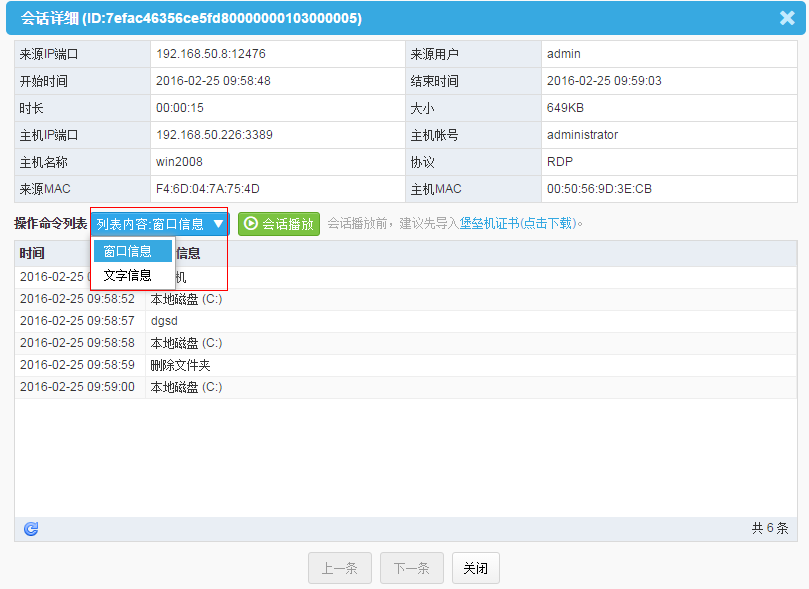 会话详细 (ID:7efac46356ce5fd80000000103000005)
来源IP端口 192.168.50.8:12476 来源用户 admin
开始时间 2016-02-25 09:58:48 结束时间 2016-02-25 09:59:03
时长 00:00:15 大小 649KB
主机IP端口 192.168.50.226:3389 主机帐号 administrator
主机名称 win2008 协议 RDP
来源MAC F4:6D:04:7A:75:4D 主机MAC 00:50:56:9D:3E:CB
操作命令列表 列表内容:窗口信息 会话播放 会话播放前，建议先导入堡垒机证书(点击下载)。
时间 窗口信息 信息
文字信息
2016-02-25 机
2016-02-25 09:58:52 本地磁盘 (C:)
2016-02-25 09:58:57 dgsd
2016-02-25 09:58:58 本地磁盘 (C:)
2016-02-25 09:58:59 删除文件夹
2016-02-25 09:59:00 本地磁盘 (C:)
共 6 条
上一条 下一条 关闭